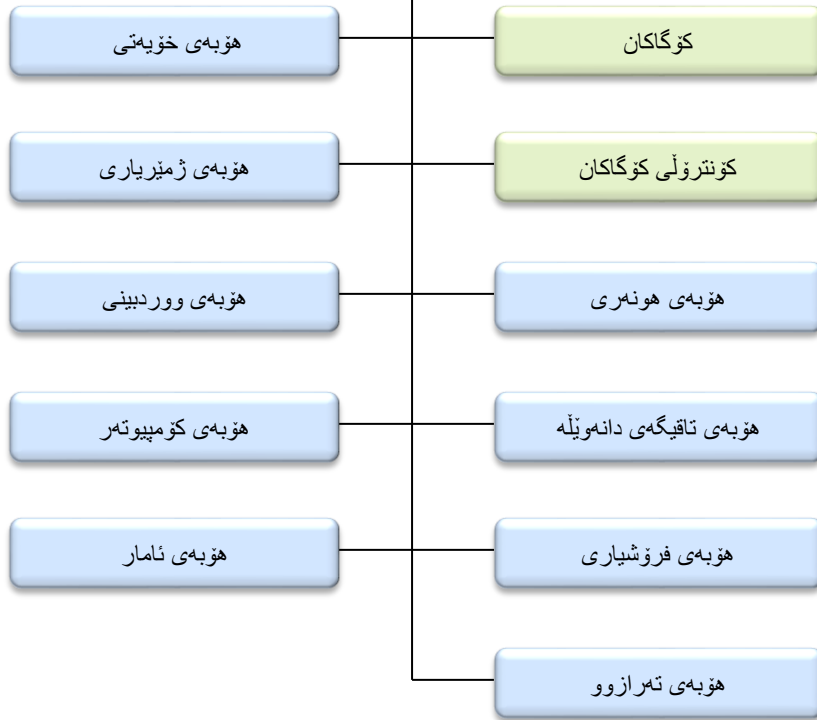 کۆگاکان
هۆبەی خۆیەتی
کۆنترۆڵی کۆگاکان
هۆبەی ژمێریاری
هۆبەی هونەری
هۆبەی ووردبینی
هۆبەی تاقیگەی دانەوێڵە
هۆبەی کۆمپیوتەر
هۆبەی فرۆشیاری
هۆبەی ئامار
هۆبەی تەرازوو